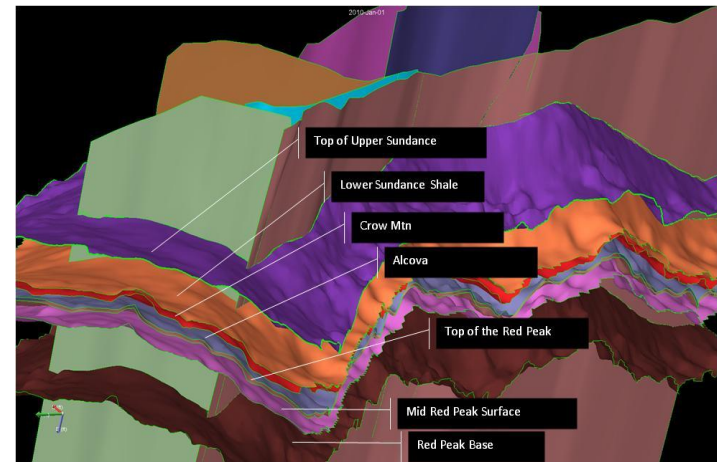 2010-Jan-01
Top of Upper Sundance
Lower Sundance Shale
Crow Mtn
Alcova
Top of the Red Peak
Mid Red Peak Surface
Red Peak Base